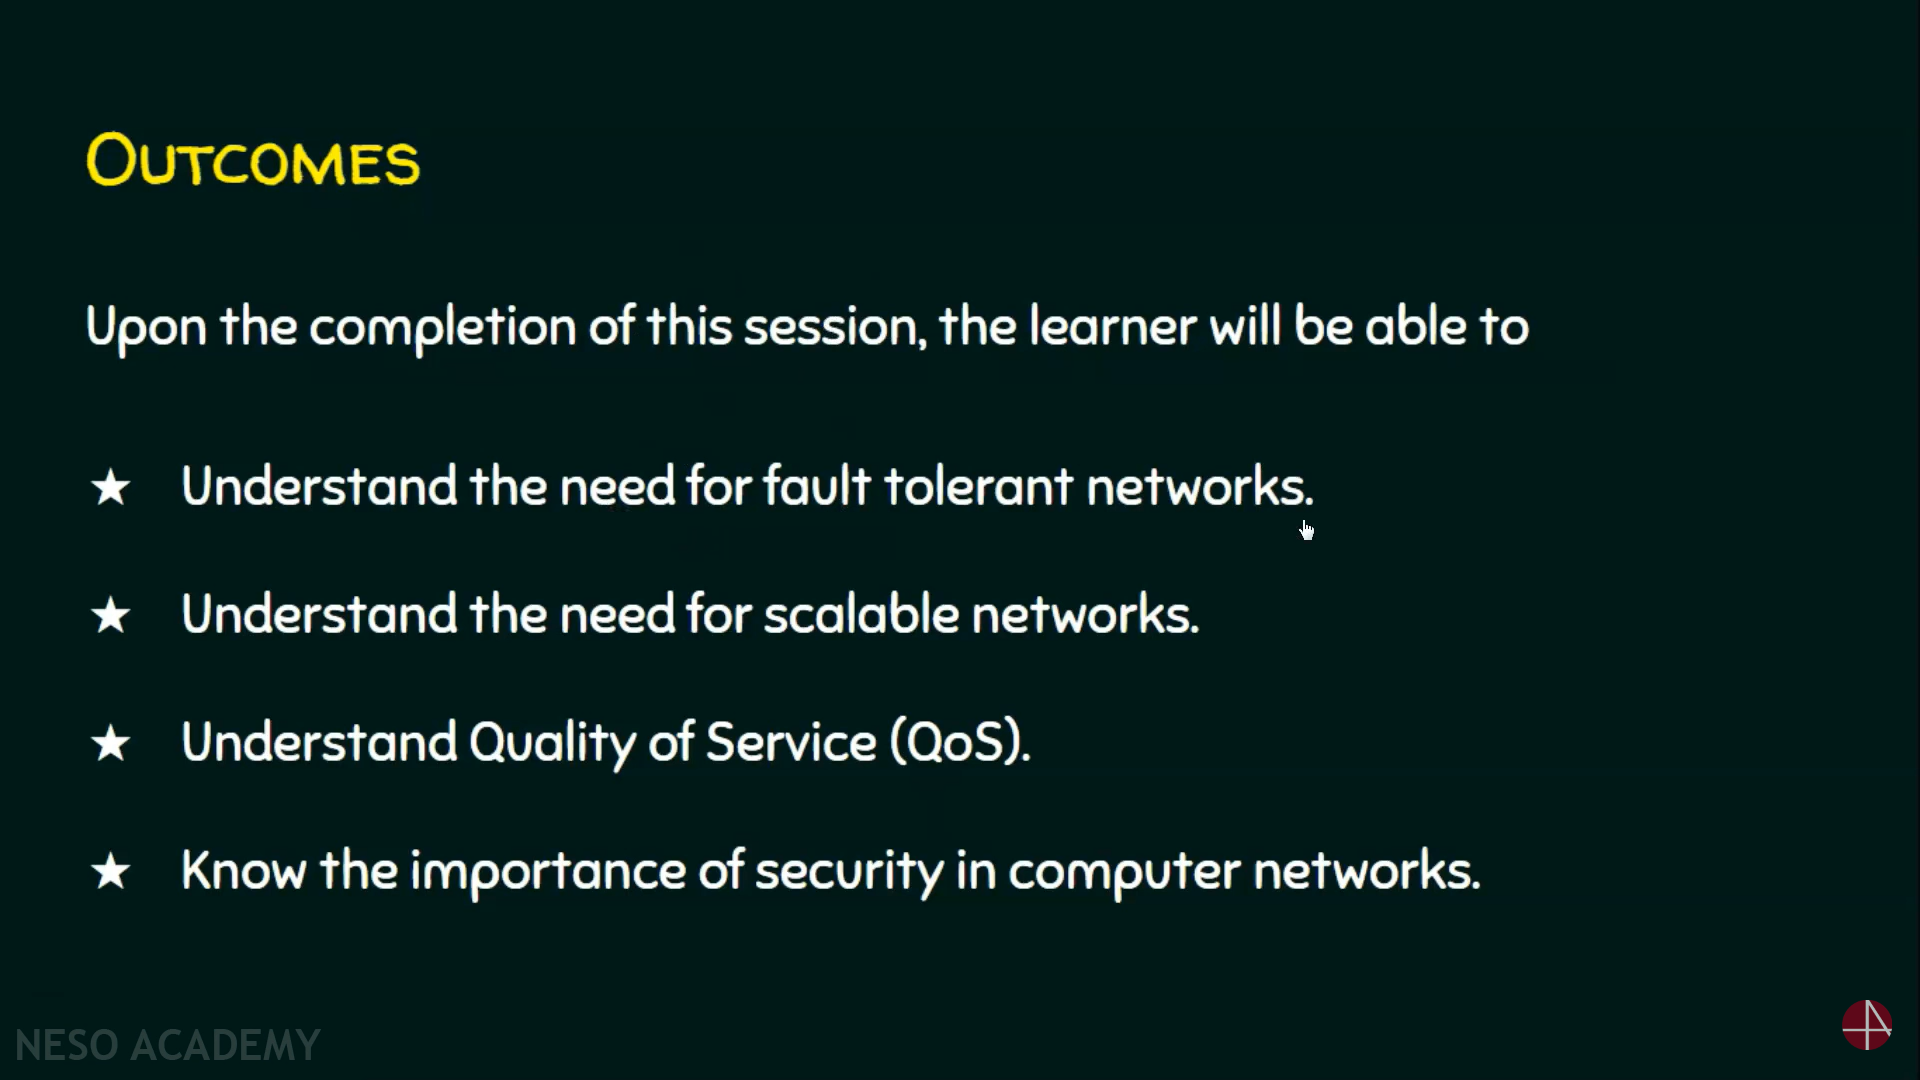 OUTCOMES
Upon the completion of this session, the learner will be able to
★ Understand the need for fault tolerant networks.
★ Understand the need for scalable networks.
★ Understand Quality of Service (QoS).
★ Know the importance of security in computer networks.
NESO ACADEMY